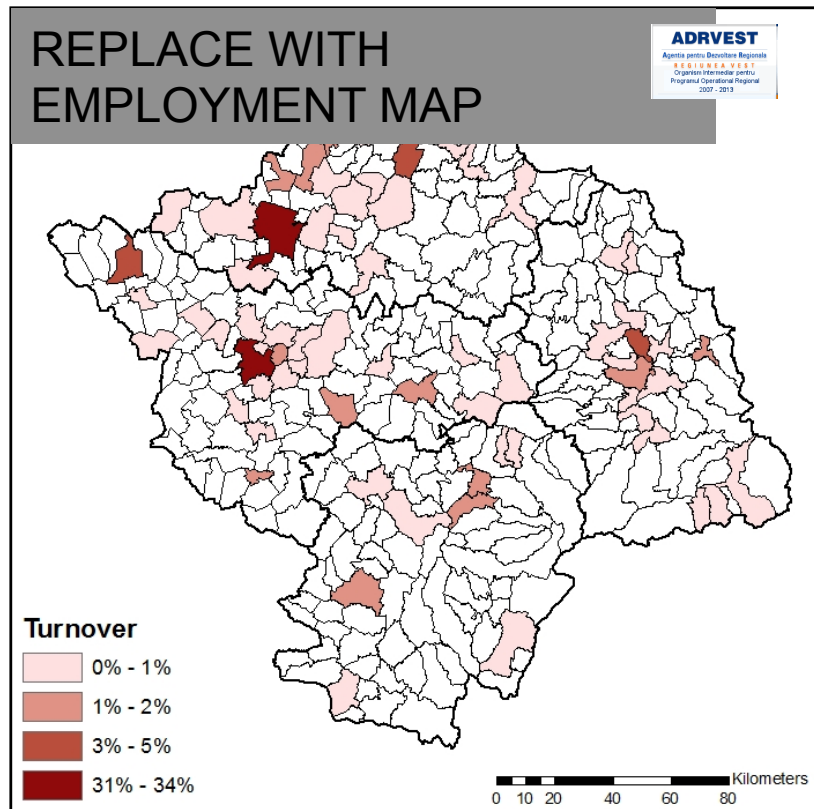 REPLACE WITH
EMPLOYMENT MAP
ADRVEST
Agentia pentru Dezvoltare Regionala
REGIUNEA VEST
Organism Intermediar pentru
Programul Operational Regional
2007 - 2013
Turnover
0% - 1%
1% - 2%
3% - 5%
31% - 34%
Kilometers
0 10 20 40 60 80